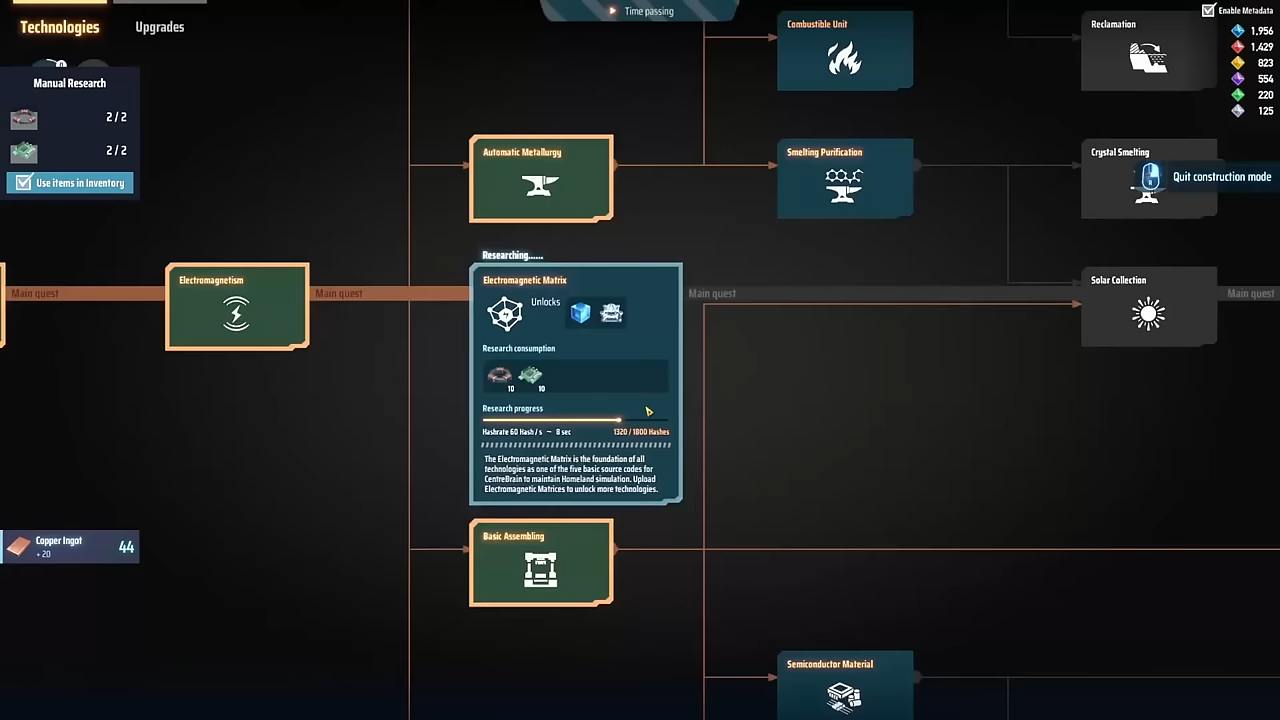 Technologies
Upgrades
Time passing
Enable Metadata
1,956
1,429
823
554
220
125
Manual Research
2 / 2
2 / 2
Use items in Inventory
Combustible Unit
Reclamation
Automatic Metallurgy
Smelting Purification
Crystal Smelting
Quit construction mode
Main quest
Electromagnetism
Main quest
Researching......
Electromagnetic Matrix
Unlocks
Research consumption
10
10
Research progress
Hashrate 60 Hash / s ~ 8 sec
1320 / 1800 Hashes
The Electromagnetic Matrix is the foundation of all
technologies as one of the five basic source codes for
CentreBrain to maintain Homeland simulation. Upload
Electromagnetic Matrices to unlock more technologies.
Main quest
Solar Collection
Main quest
Copper Ingot
+ 20
44
Basic Assembling
Semiconductor Material